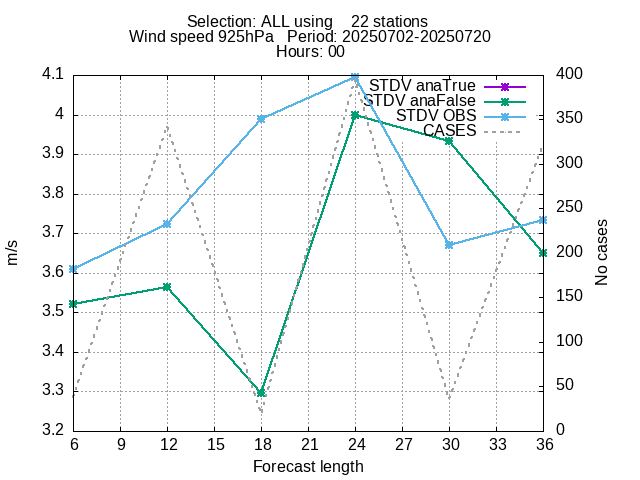 Selection: ALL using 22 stations
Wind speed 925hPa Period: 20250702-20250720
Hours: 00
4.1
4
3.9
3.8
3.7
3.6
3.5
3.4
3.3
3.2
m/s
STDV anaTrue
STDV anaFalse
STDV OBS
CASES
400
350
300
250
200
150
100
50
0
No cases
6 9 12 15 18 21 24 27 30 33 36
Forecast length